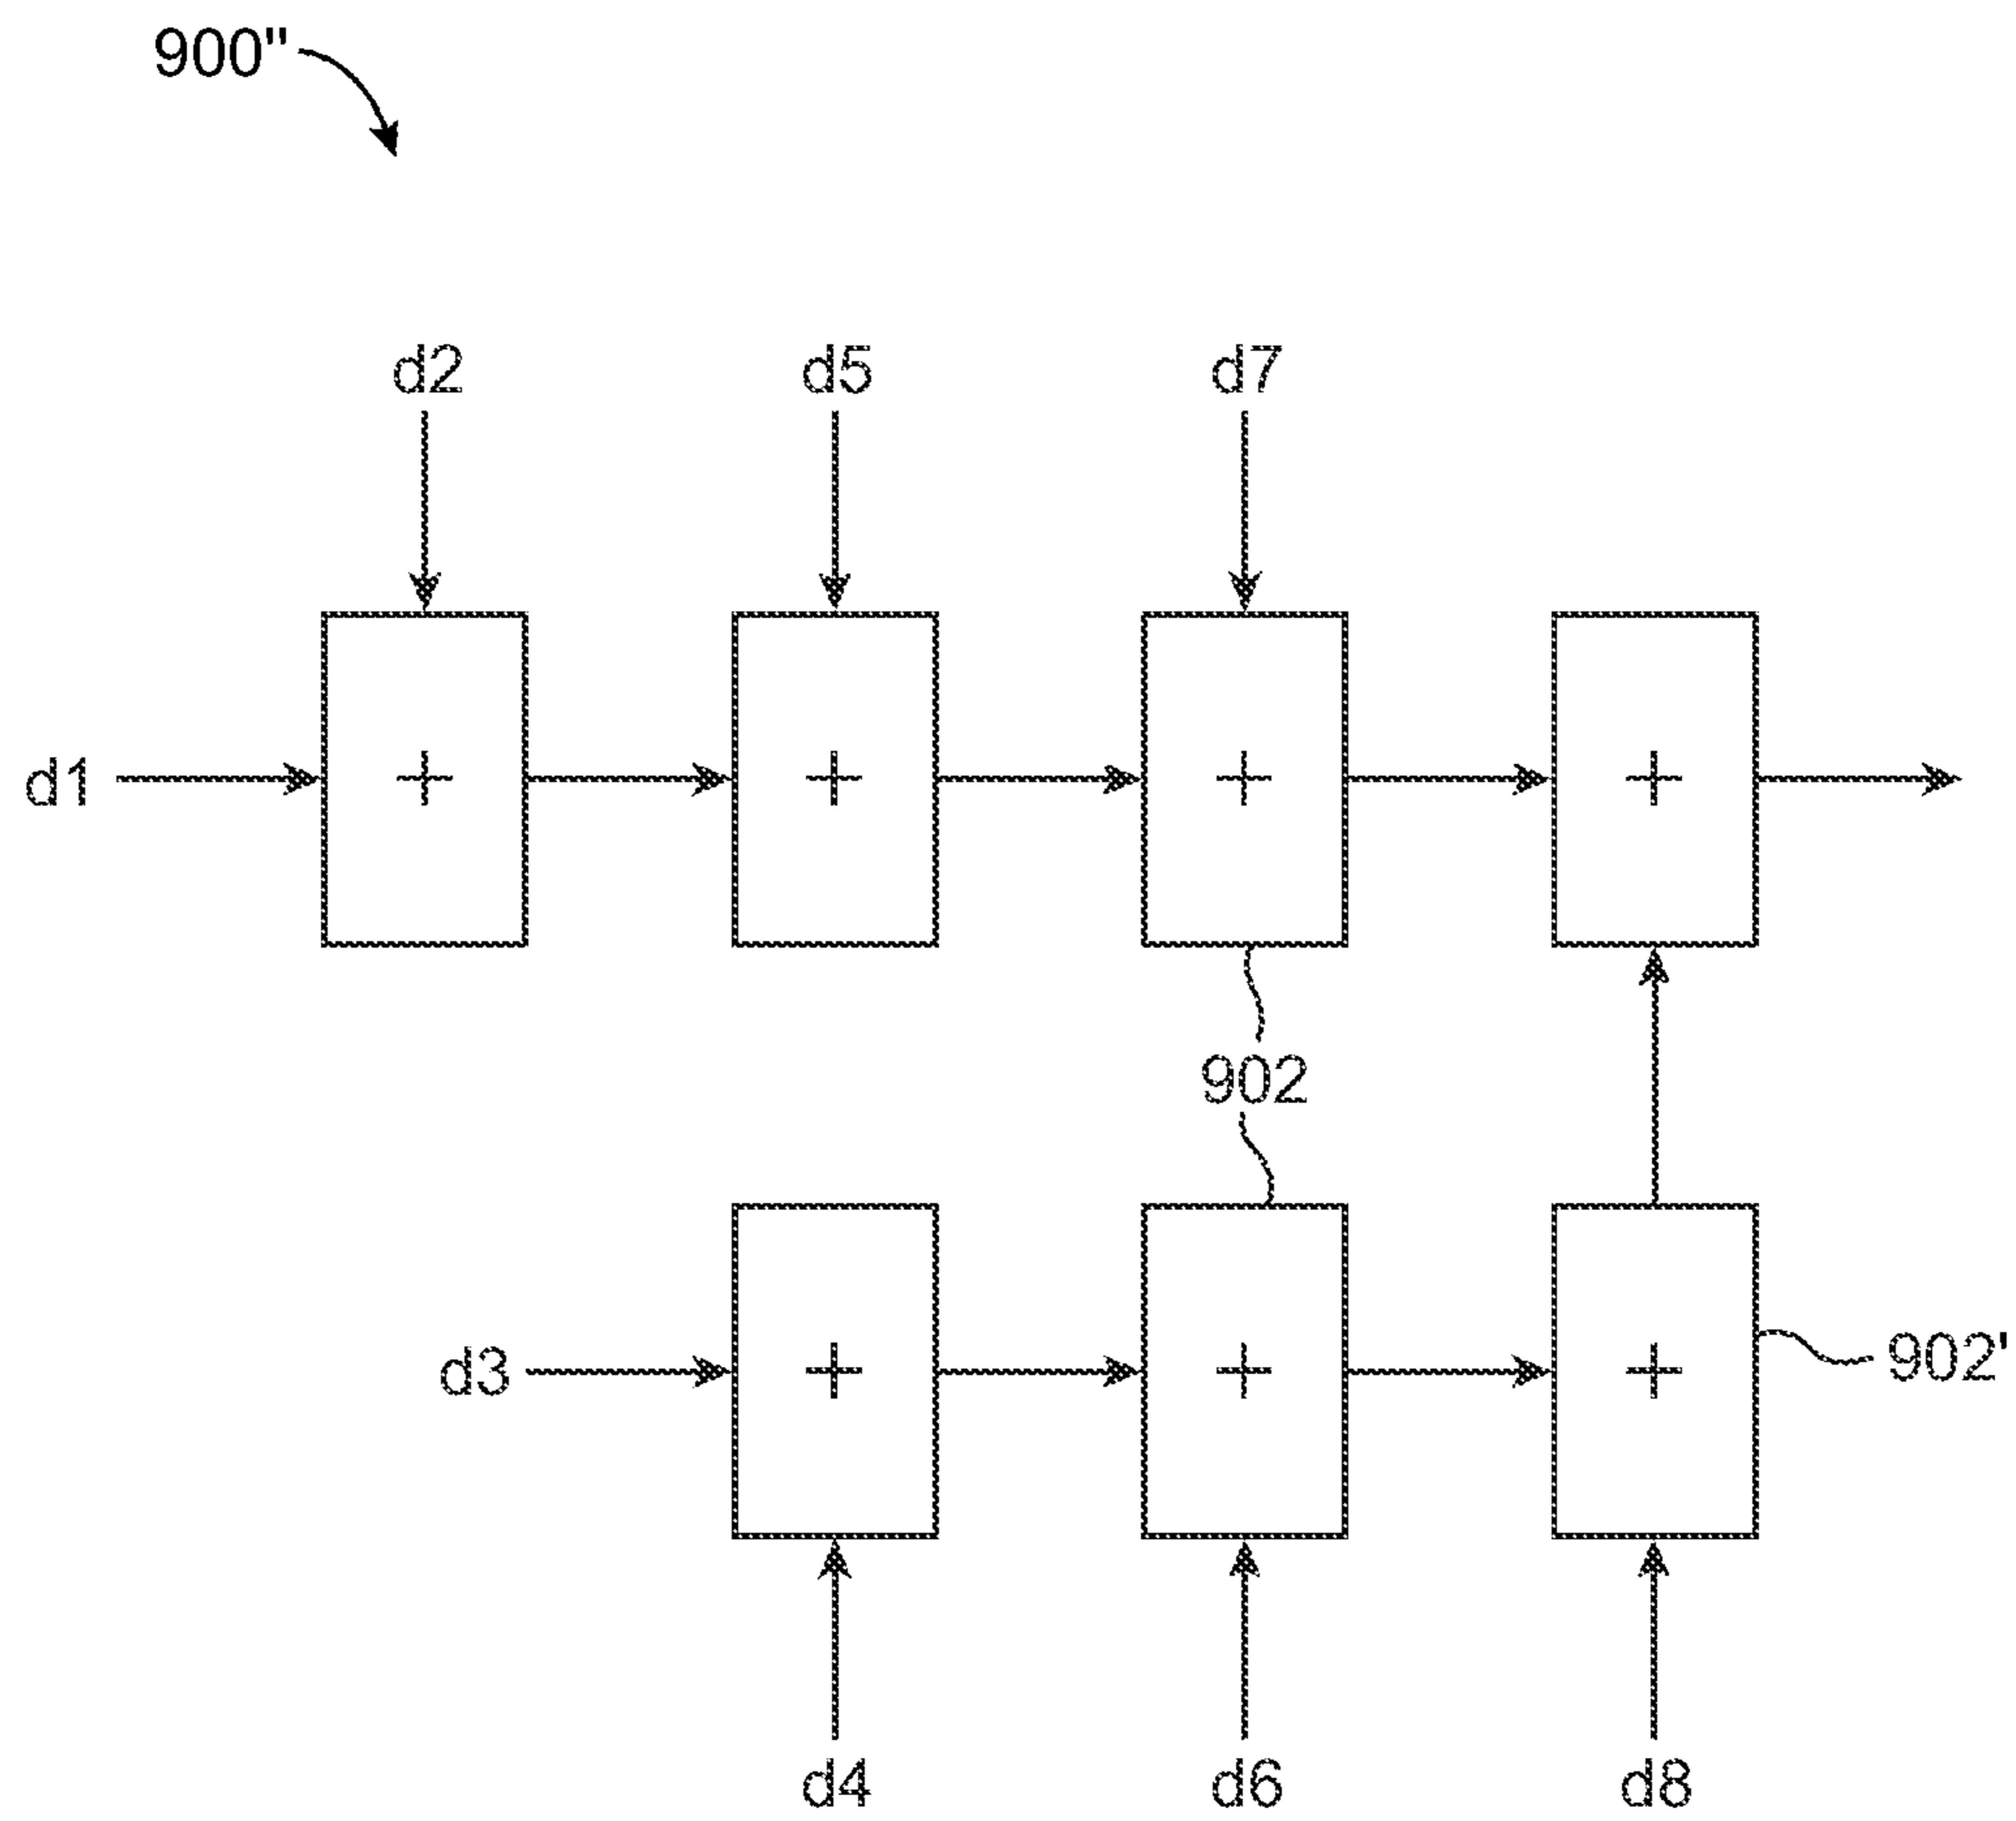 900"
d2 d5 d7
d1 + + + +
902
d3 + + + 902'
d4 d6 d8